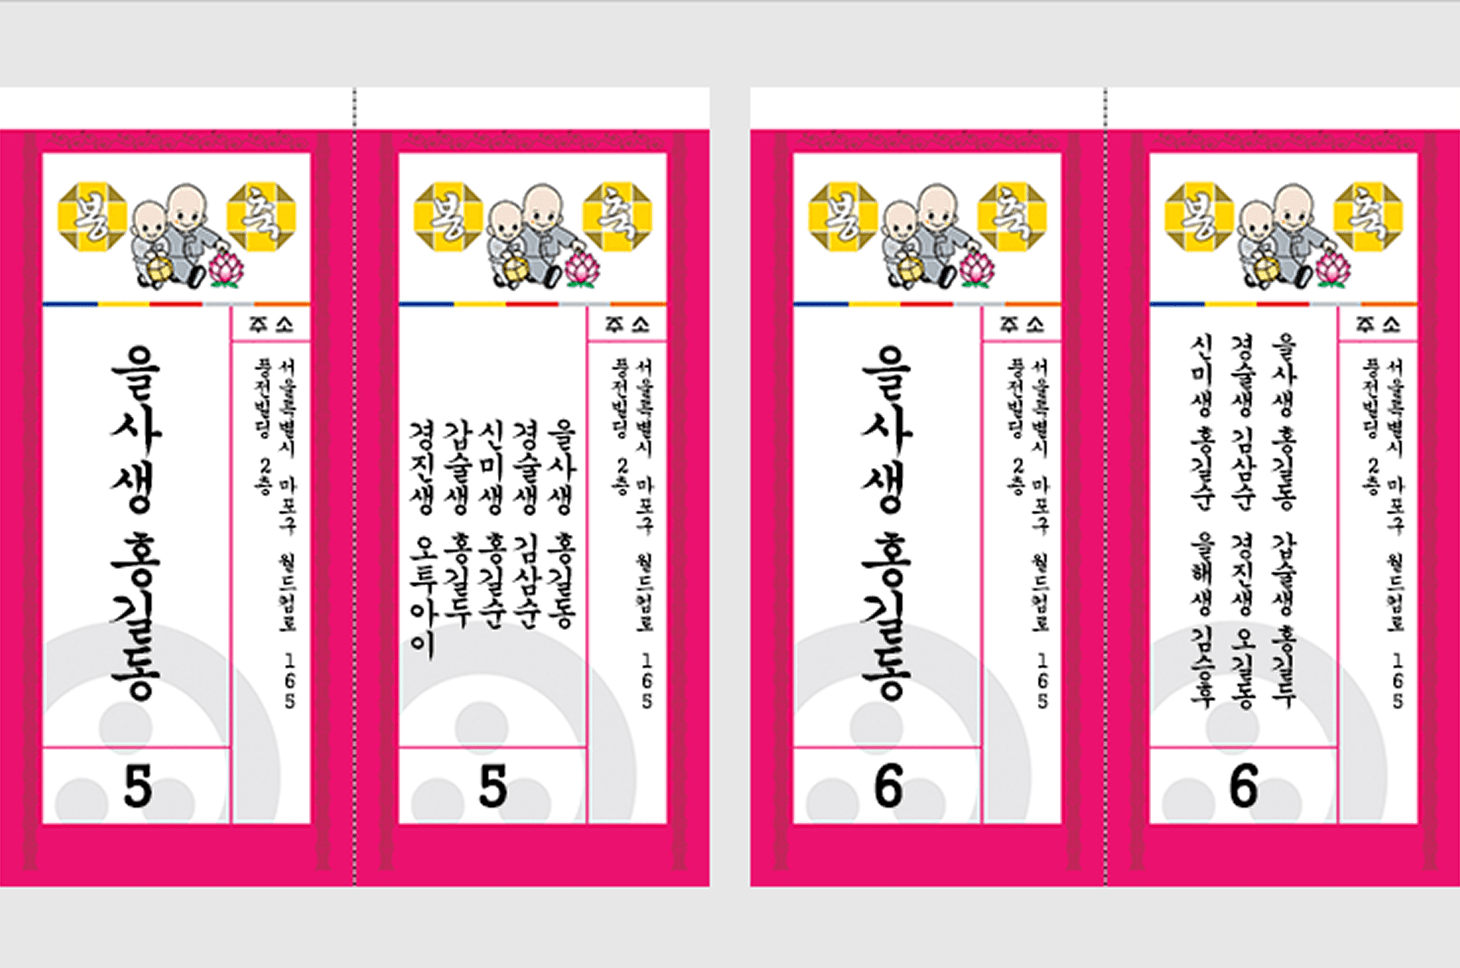 봉 축
주소
서울특별시 마포구 월드컵로 165
풍전빌딩 2층
을사생 홍길동
5
봉 축
주소
서울특별시 마포구 월드컵로 165
풍전빌딩 2층
을사생 홍길동
경술생 김삼순
신미생 홍길순
갑술생 홍길두
경진생 오투아이
5
봉 축
주소
서울특별시 마포구 월드컵로 165
풍전빌딩 2층
을사생 홍길동
6
봉 축
주소
서울특별시 마포구 월드컵로 165
풍전빌딩 2층
을사생 홍길동 갑술생 홍길두
경술생 김삼순 경진생 오길동
신미생 홍길순 을해생 김승후
6